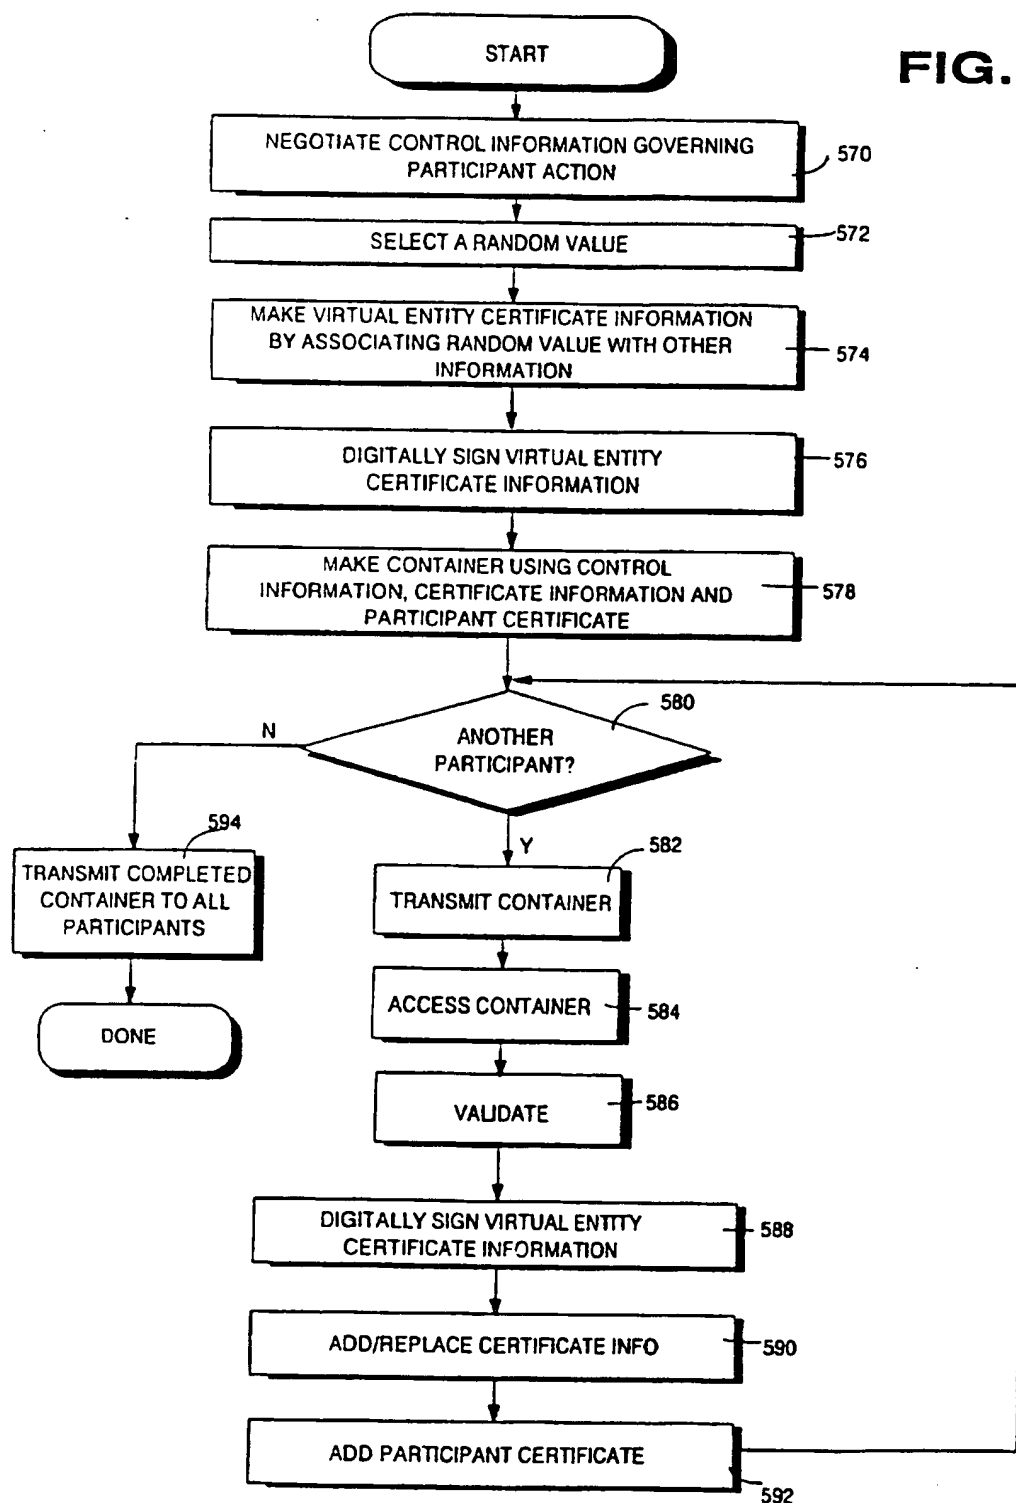 START
FIG.
NEGOTIATE CONTROL INFORMATION GOVERNING
PARTICIPANT ACTION
570
SELECT A RANDOM VALUE
572
MAKE VIRTUAL ENTITY CERTIFICATE INFORMATION
BY ASSOCIATING RANDOM VALUE WITH OTHER
INFORMATION
574
DIGITALLY SIGN VIRTUAL ENTITY
CERTIFICATE INFORMATION
576
MAKE CONTAINER USING CONTROL
INFORMATION, CERTIFICATE INFORMATION AND
PARTICIPANT CERTIFICATE
578
580
N
ANOTHER
PARTICIPANT?
594
Y
TRANSMIT COMPLETED
CONTAINER TO ALL
PARTICIPANTS
582
TRANSMIT CONTAINER
DONE
ACCESS CONTAINER
584
VALIDATE
586
DIGITALLY SIGN VIRTUAL ENTITY
CERTIFICATE INFORMATION
588
ADD/REPLACE CERTIFICATE INFO
590
ADD PARTICIPANT CERTIFICATE
592